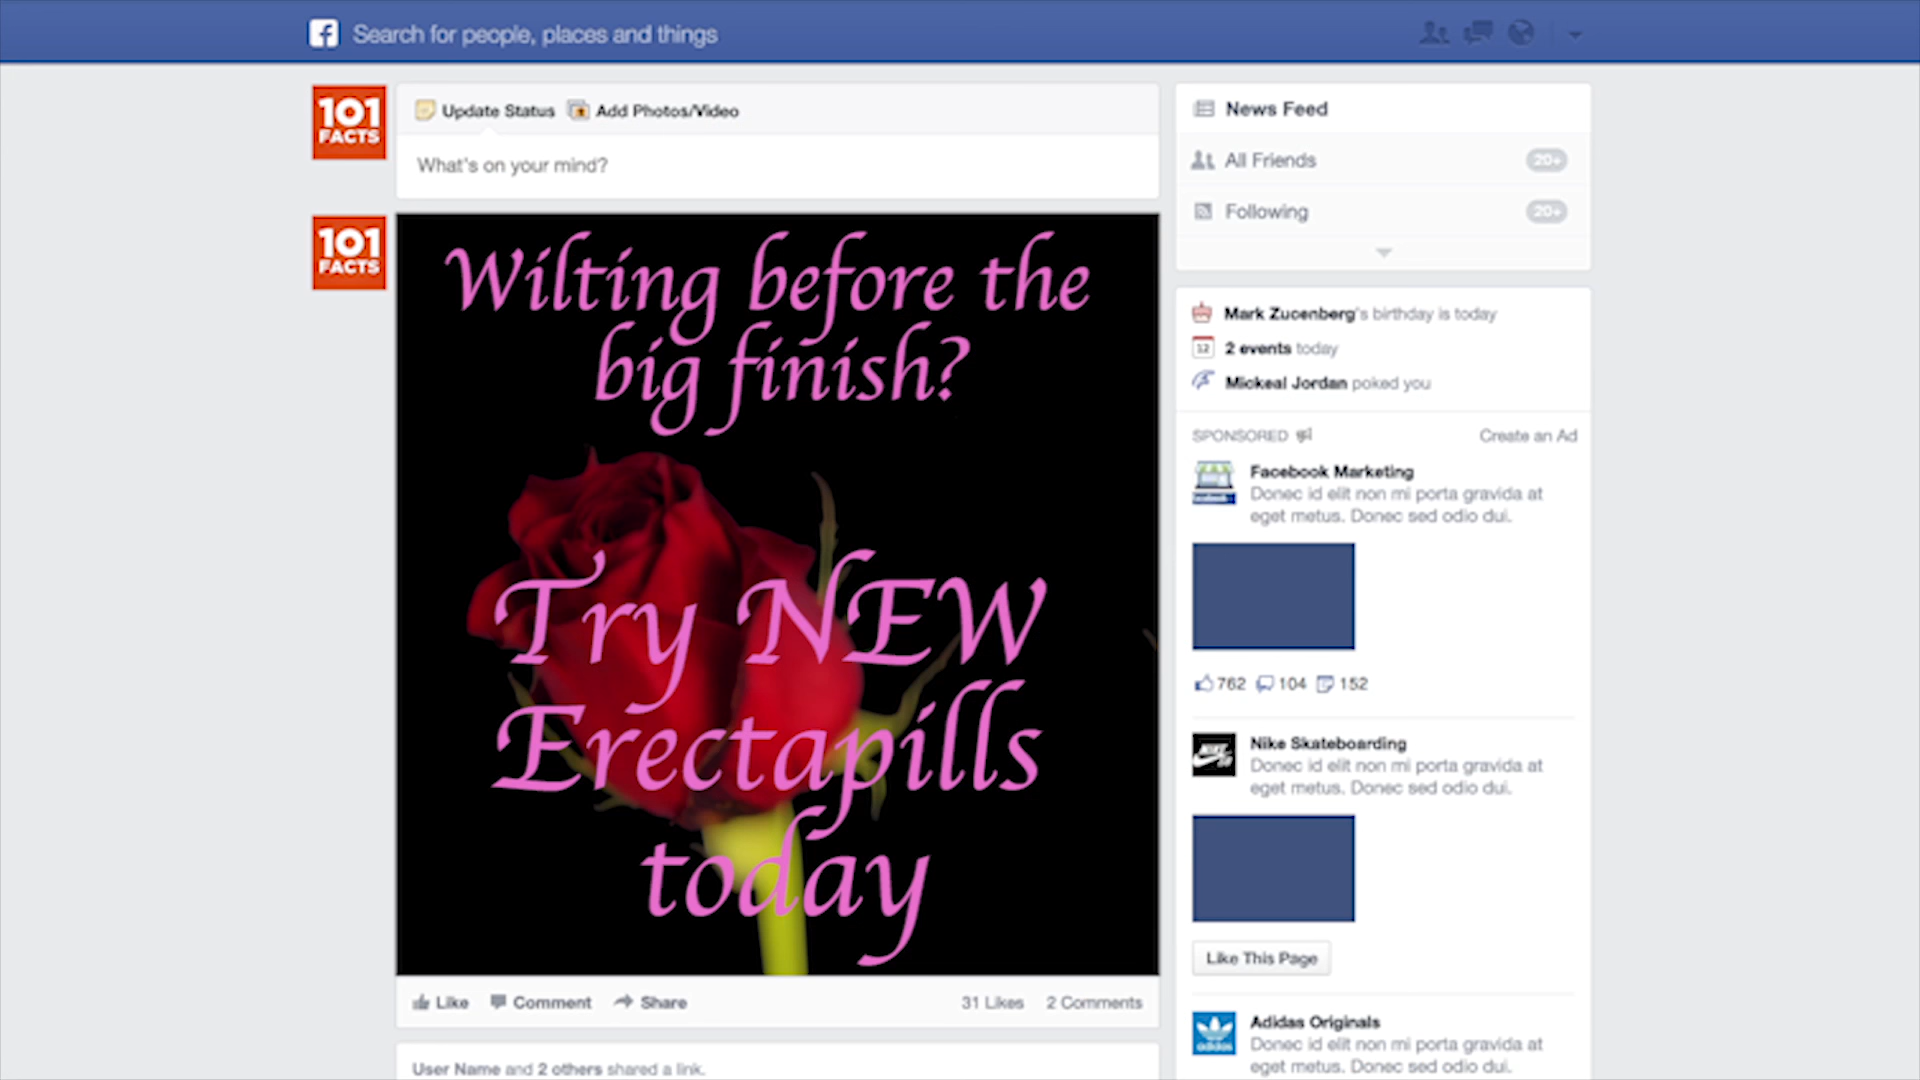 Search for people, places and things
101
FACTS
Update Status Add Photos/Video
What's on your mind?
101
FACTS
Wilting before the
big finish?
Try NEW
Erectapills
today
Like Comment Share 31 Likes 2 Comments
User Name and 2 others shared a link.
News Feed
All Friends 20+
Following 20+
Mark Zucenberg's birthday is today
12 2 events today
Mickeal Jordan poked you
SPONSORED Create an Ad
Facebook Marketing
Donec id elit non mi porta gravida at
eget metus. Donec sed odio dui.
762 104 152
NIKE
SB
Nike Skateboarding
Donec id elit non mi porta gravida at
eget metus. Donec sed odio dui.
Like This Page
adidas
Adidas Originals
Donec id elit non mi porta gravida at
eget metus. Donec sed odio dui.